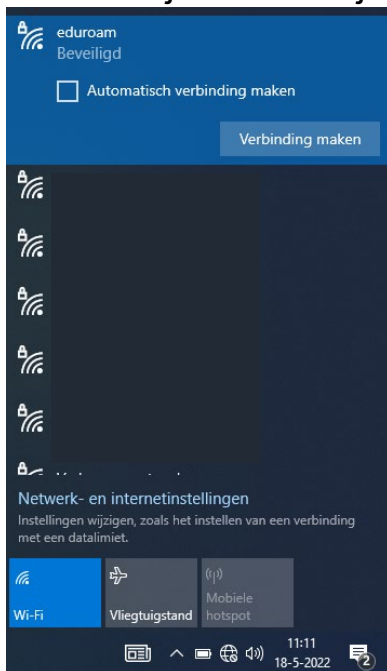 eduroam
Beveiligd
Automatisch verbinding maken
Verbinding maken
Netwerk- en internetinstellingen
Instellingen wijzigen, zoals het instellen van een verbinding
met een datalimiet.
Wi-Fi
Vliegtuigstand
Mobiele
hotspot
11:11
18-5-2022
2